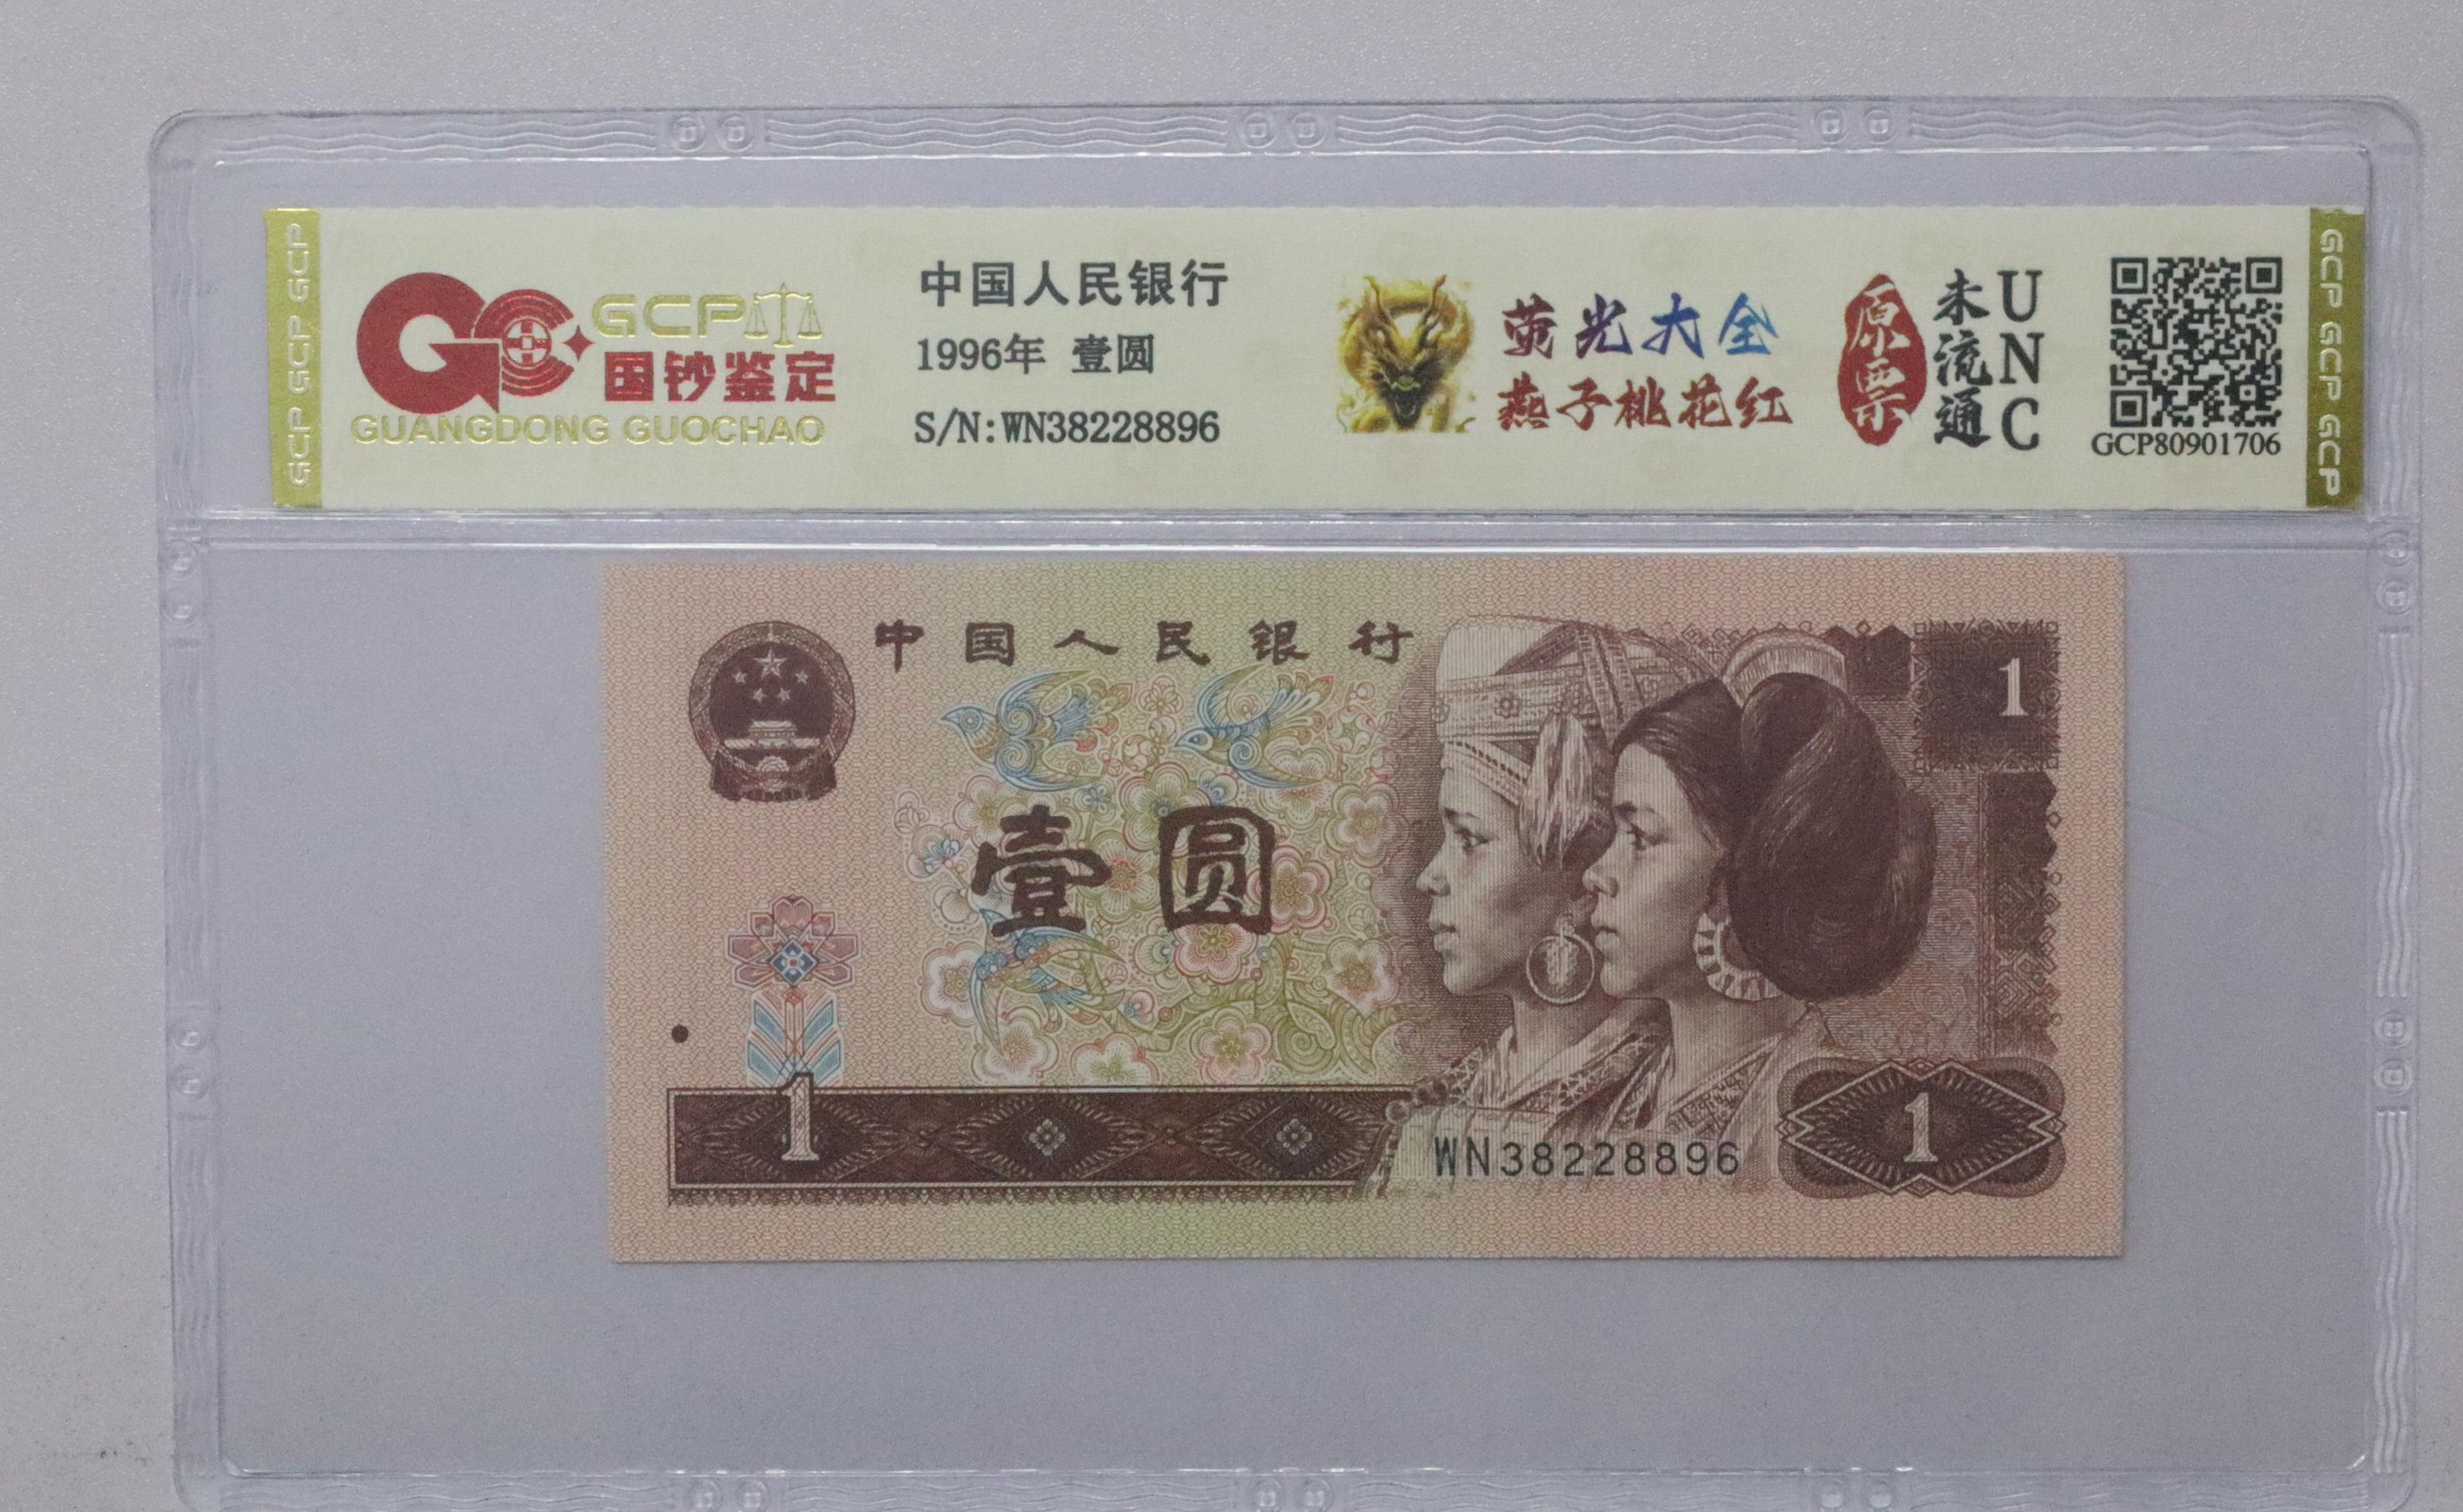 GCP GCP GCP
GCP
国钞鉴定
GUANGDONG GUOCHAO
中国人民银行
1996年 壹圆
S/N:WN38228896
荧光大全
燕子桃花红
原票
未流通
UNC
GCP80901706
GCP GCP GCP GCP
中国人民银行
1
壹圆
1
WN38228896
1